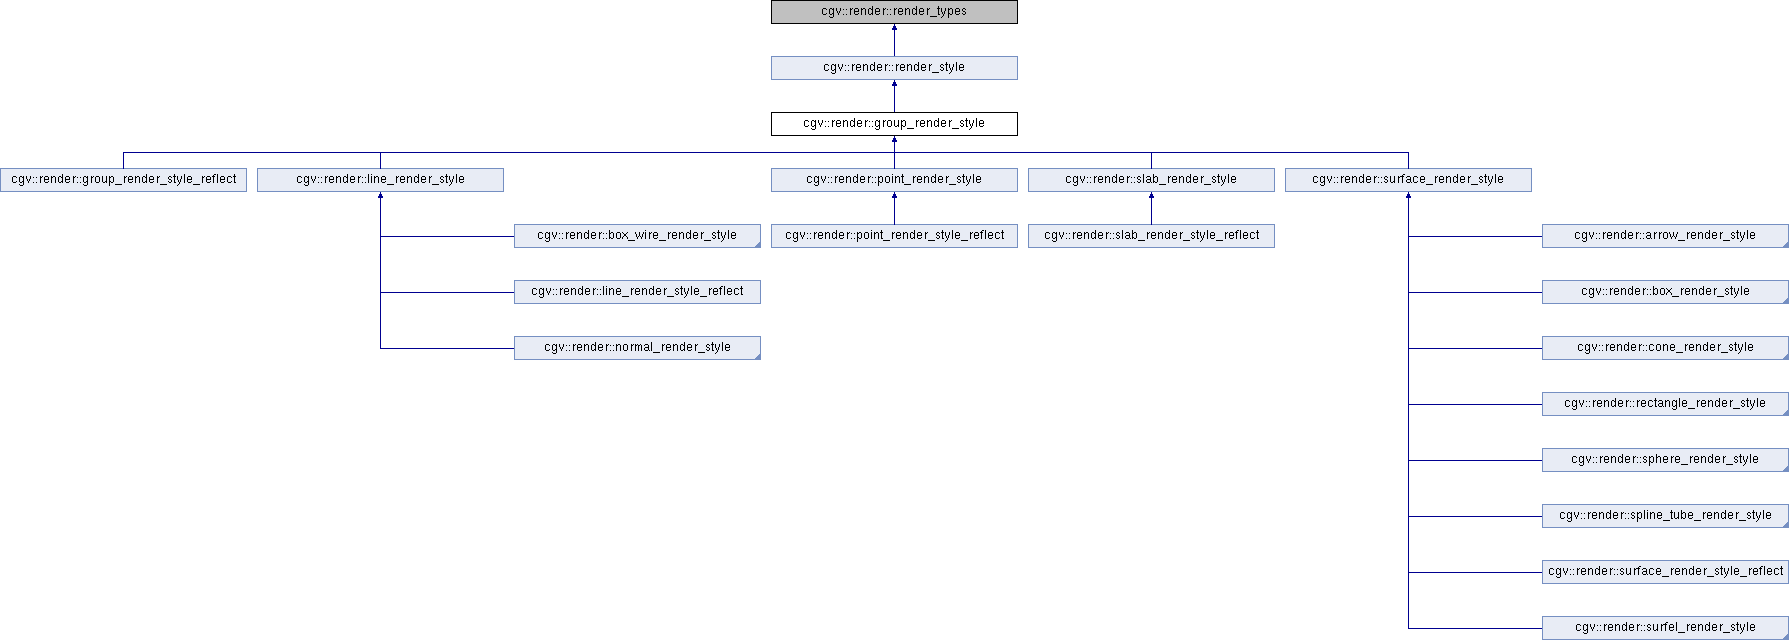 cgv::render::render_types
cgv::render::render_style
cgv::render::group_render_style
cgv::render::group_render_style_reflect
cgv::render::line_render_style
cgv::render::point_render_style
cgv::render::slab_render_style
cgv::render::surface_render_style
cgv::render::box_wire_render_style
cgv::render::point_render_style_reflect
cgv::render::slab_render_style_reflect
cgv::render::arrow_render_style
cgv::render::line_render_style_reflect
cgv::render::box_render_style
cgv::render::normal_render_style
cgv::render::cone_render_style
cgv::render::rectangle_render_style
cgv::render::sphere_render_style
cgv::render::spline_tube_render_style
cgv::render::surface_render_style_reflect
cgv::render::surfel_render_style